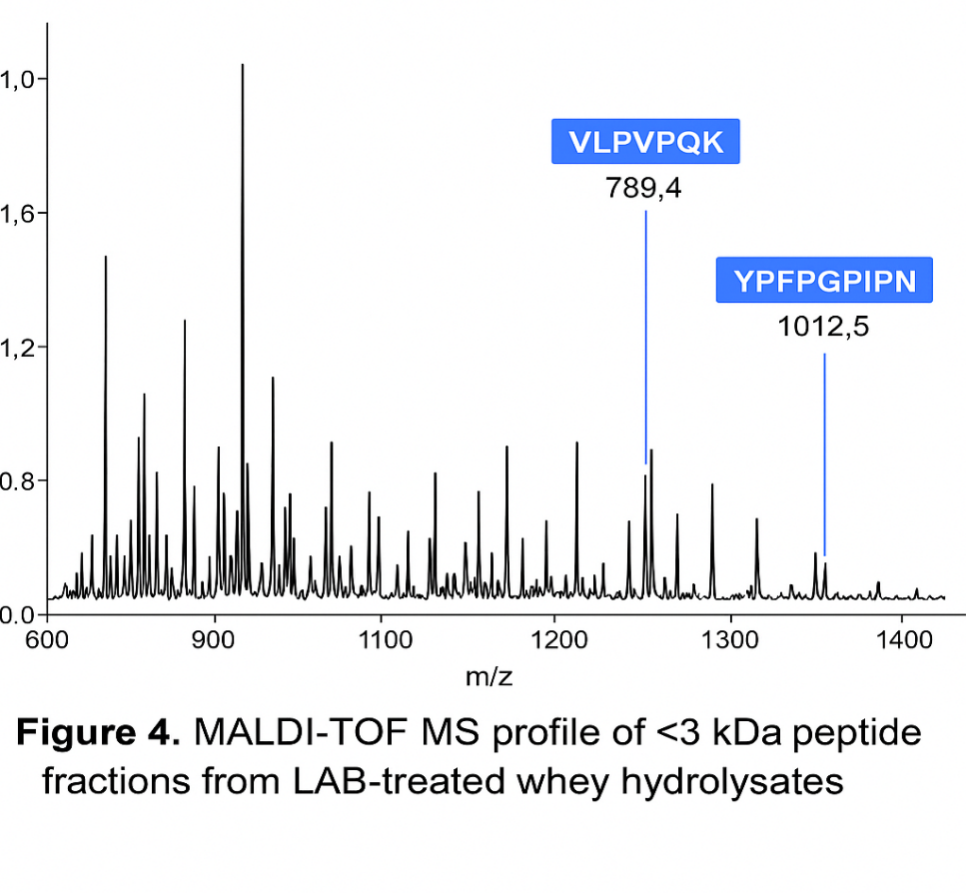 1,0
VLPVPQK
789,4
1,6
YPFPGPIPN
1012,5
1,2
0.8
0.0
600 900 1100 1200 1300 1400
m/z
Figure 4. MALDI-TOF MS profile of <3 kDa peptide
fractions from LAB-treated whey hydrolysates